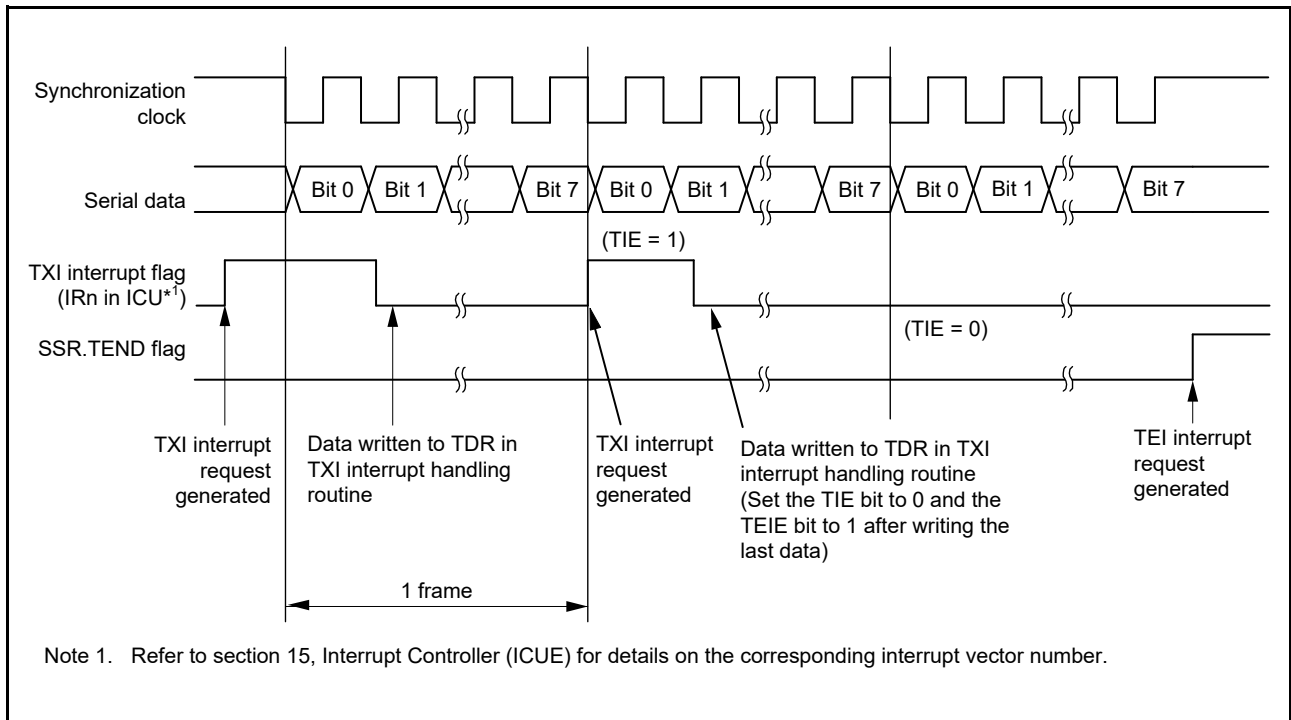 Synchronization
clock
Serial data
Bit 0 Bit 1 Bit 7 Bit 0 Bit 1 Bit 7 Bit 0 Bit 1 Bit 7
(TIE = 1)
TXI interrupt flag
(IRn in ICU*1)
(TIE = 0)
SSR.TEND flag
TXI interrupt
request
generated
Data written to TDR in
TXI interrupt handling
routine
TXI interrupt
request
generated
Data written to TDR in TXI
interrupt handling routine
(Set the TIE bit to 0 and the
TEIE bit to 1 after writing the
last data)
TEI interrupt
request
generated
1 frame
Note 1. Refer to section 15, Interrupt Controller (ICUE) for details on the corresponding interrupt vector number.